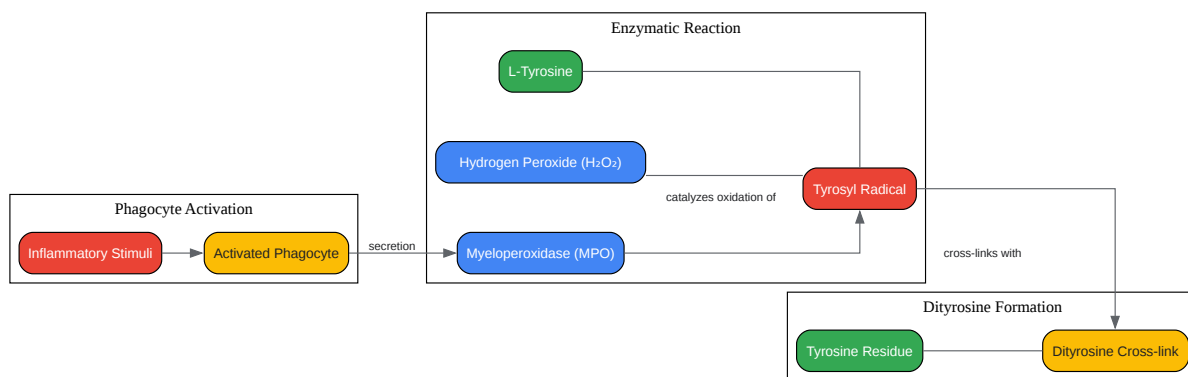 Enzymatic Reaction
L-Tyrosine
Hydrogen Peroxide (H₂O₂)
Tyrosyl Radical
catalyzes oxidation of
Phagocyte Activation
Inflammatory Stimuli
Activated Phagocyte
secretion
Myeloperoxidase (MPO)
cross-links with
Dityrosine Formation
Tyrosine Residue
Dityrosine Cross-link